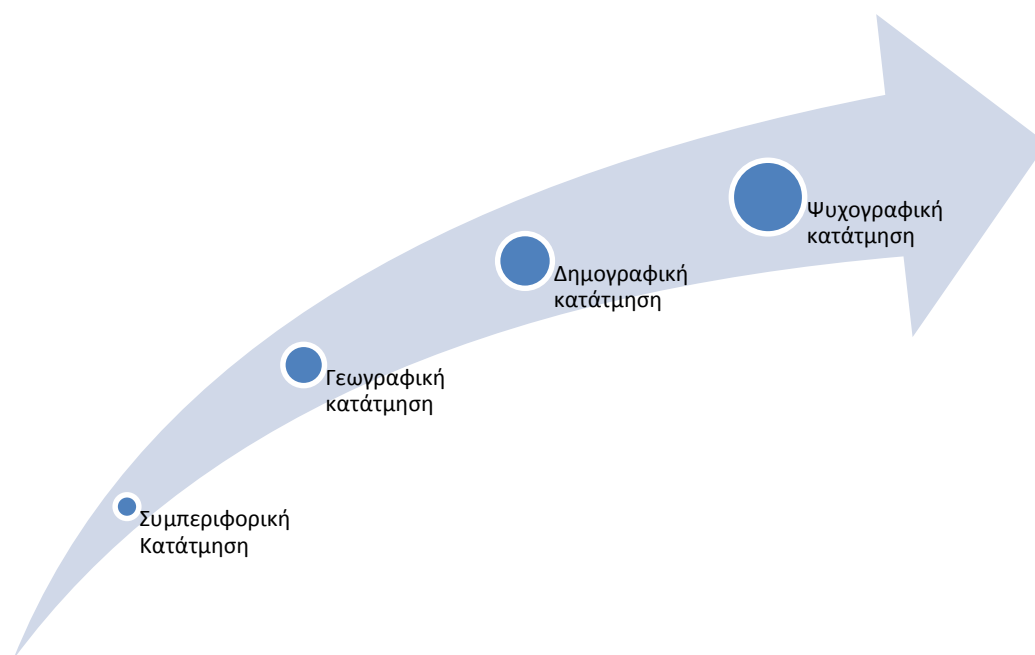 Ψυχογραφική
κατάτμηση
Δημογραφική
κατάτμηση
Γεωγραφική
κατάτμηση
Συμπεριφορική
Κατάτμηση